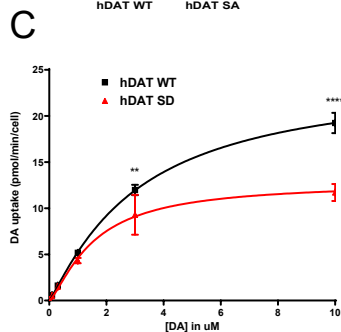 hDAT WT hDAT SA
C
25
20
15
10
5
0
hDAT WT
hDAT SD
**
****
DA uptake (pmol/min/cell)
0 2 4 6 8 10
[DA] in uM